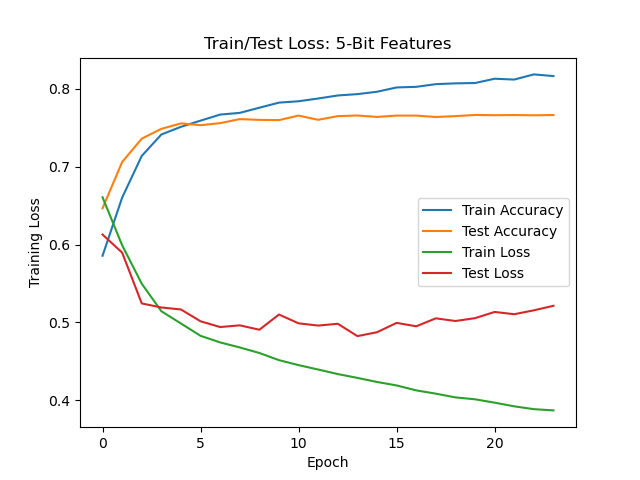 Train/Test Loss: 5-Bit Features
0.8
0.7
0.6
0.5
0.4
Training Loss
Train Accuracy
Test Accuracy
Train Loss
Test Loss
0 5 10 15 20
Epoch